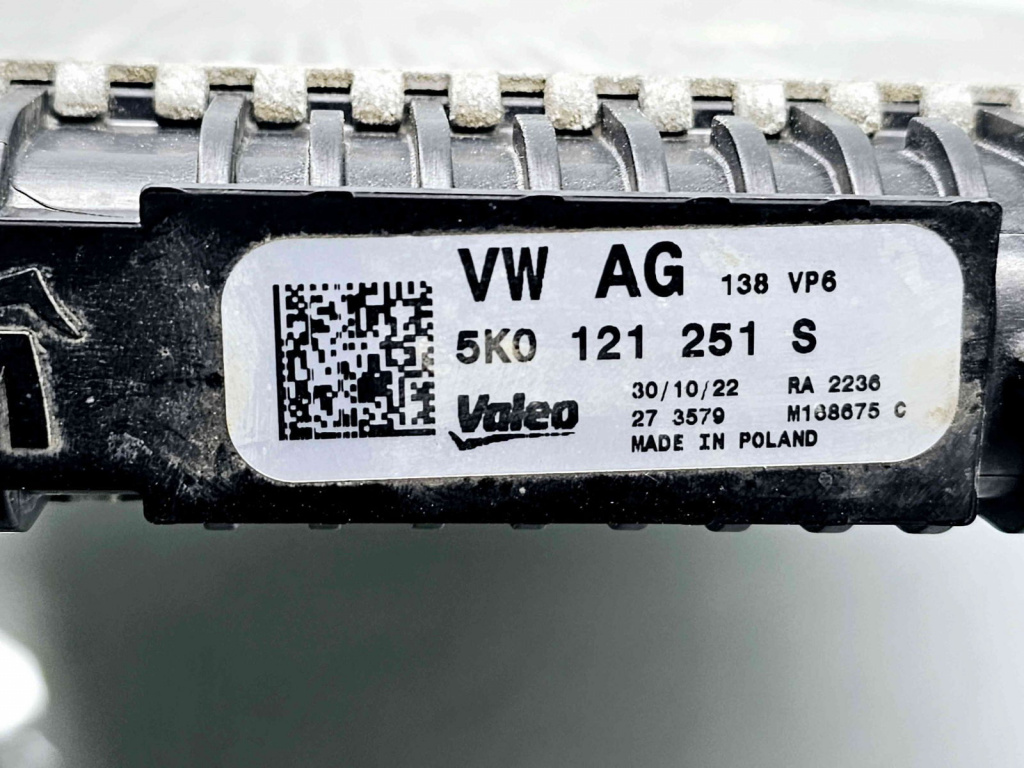 VW AG 138 VP6
5K0 121 251 S
Valeo
30/10/22 RA 2236
27 3579 M168675 C
MADE IN POLAND